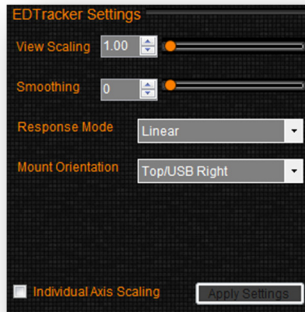 EDTracker Settings
View Scaling 1.00
Smoothing 0
Response Mode Linear
Mount Orientation Top/USB Right
Individual Axis Scaling Apply Settings